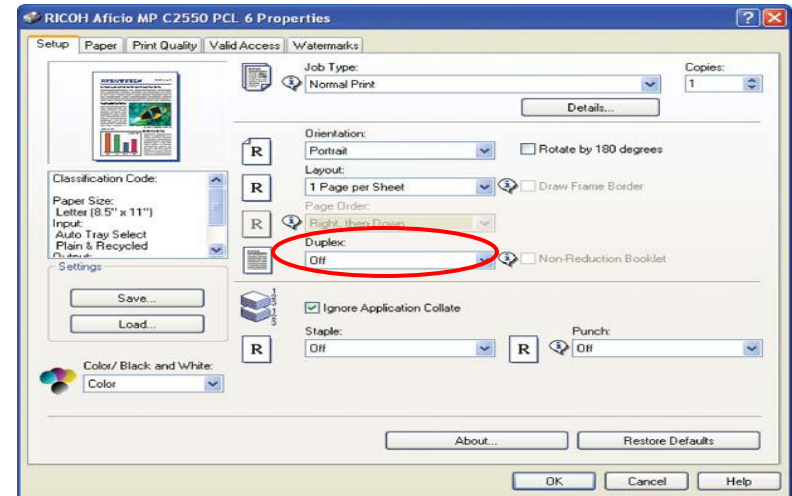 RICOH Aficio MP C2550 PCL 6 Properties
Setup Paper Print Quality Valid Access Watermarks
Job Type:
Normal Print
Copies:
1
Details...
Orientation:
Portrait
Rotate by 180 degrees
Layout:
1 Page per Sheet
Draw Frame Border
Page Order:
Right, then Down
Duplex:
Off
Non-Reduction Booklet
Classification Code:
Paper Size:
Letter (8.5" x 11")
Input:
Auto Tray Select
Plain & Recycled
Output:
Settings
Save...
Load...
Color/ Black and White:
Color
Ignore Application Collate
Staple:
Off
Punch:
Off
About...
Restore Defaults
OK
Cancel
Help